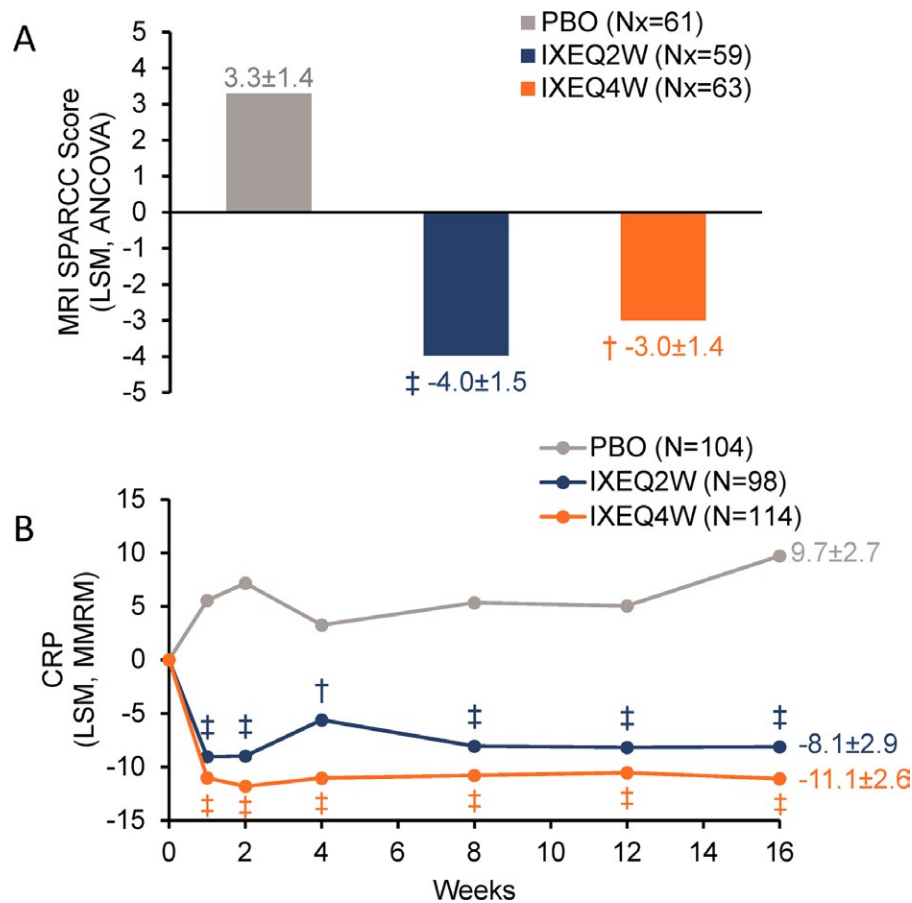 A
PBO (Nx=61)
IXEQ2W (Nx=59)
IXEQ4W (Nx=63)
MRI SPARCC Score
(LSM, ANCOVA)
5
4
3
2
1
0
-1
-2
-3
-4
-5
3.3±1.4
‡ -4.0±1.5
† -3.0±1.4
B
PBO (N=104)
IXEQ2W (N=98)
IXEQ4W (N=114)
CRP
(LSM, MMRM)
15
10
5
0
-5
-10
-15
9.7±2.7
‡ ‡ † ‡ ‡ ‡
-8.1±2.9
-11.1±2.6
‡ ‡ ‡ ‡ ‡ ‡
0 2 4 6 8 10 12 14 16
Weeks